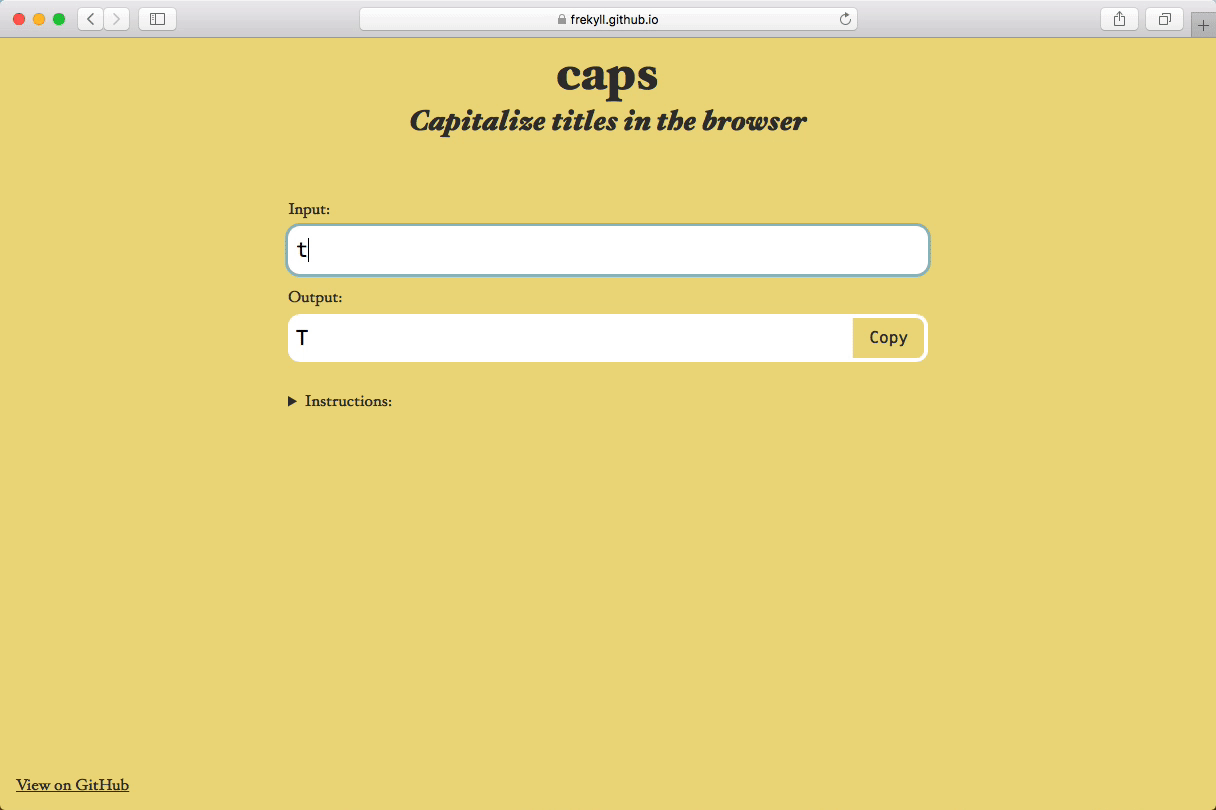 frekyll.github.io
caps
Capitalize titles in the browser
Input:
t
Output:
T
Copy
Instructions:
View on GitHub